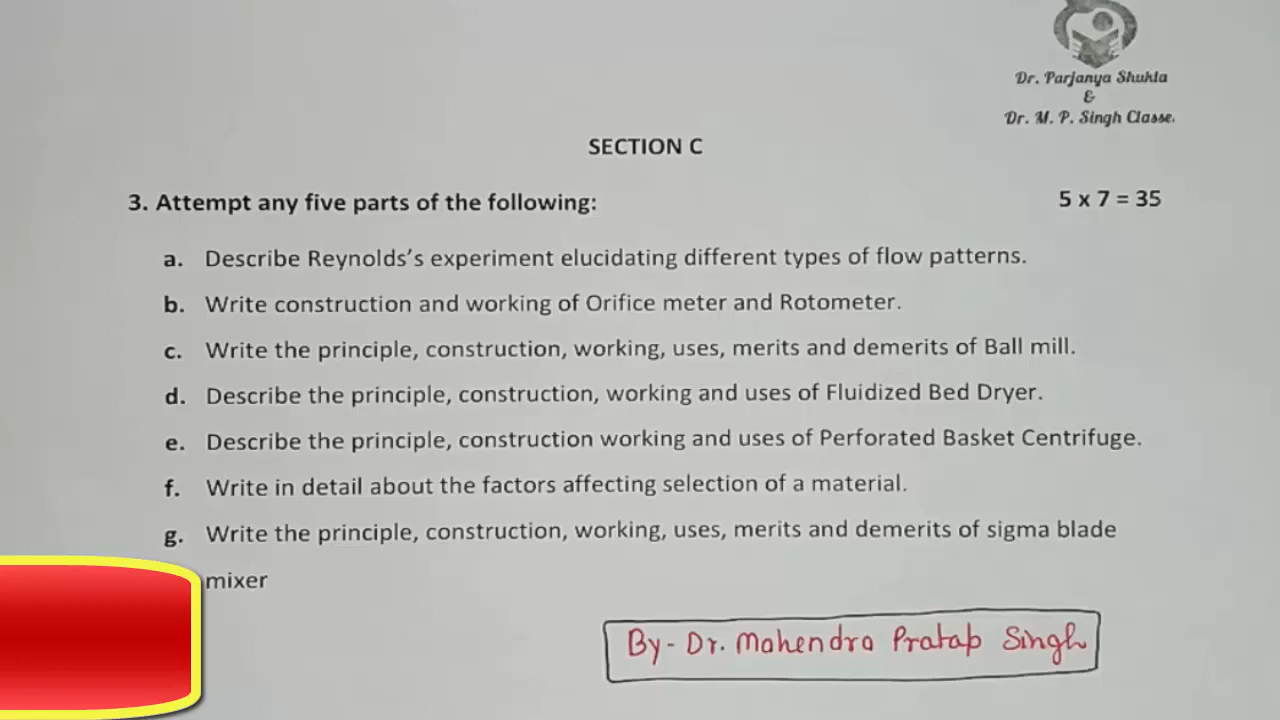 Dr. Parjanya Shukla
&
Dr. M. P. Singh Classe.
SECTION C
3. Attempt any five parts of the following:
5 x 7 = 35
a. Describe Reynolds's experiment elucidating different types of flow patterns.
b. Write construction and working of Orifice meter and Rotometer.
c. Write the principle, construction, working, uses, merits and demerits of Ball mill.
d. Describe the principle, construction, working and uses of Fluidized Bed Dryer.
e. Describe the principle, construction working and uses of Perforated Basket Centrifuge.
f. Write in detail about the factors affecting selection of a material.
g. Write the principle, construction, working, uses, merits and demerits of sigma blade
mixer
By- Dr. Mahendra Pratap Singh